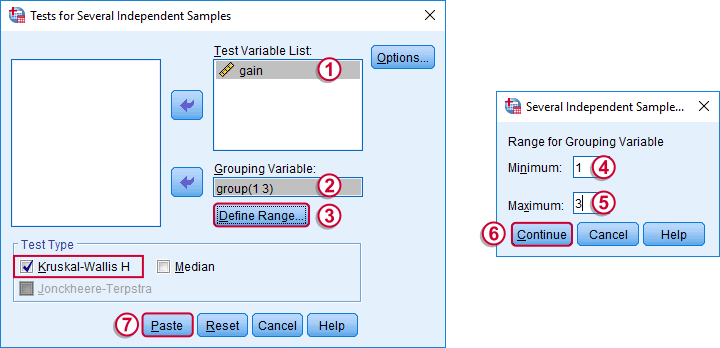 Tests for Several Independent Samples
Test Variable List:
gain
1
Options...
Grouping Variable:
group(1 3)
2
Define Range...
3
Test Type
Kruskal-Wallis H
Median
Jonckheere-Terpstra
7
Paste
Reset
Cancel
Help
Several Independent Sample...
Range for Grouping Variable
Minimum:
1
4
Maximum:
3
5
6
Continue
Cancel
Help